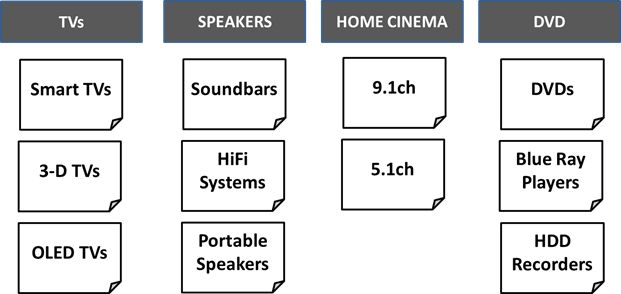 TVs
SPEAKERS
HOME CINEMA
DVD
Smart TVs
Soundbars
9.1ch
DVDs
3-D TVs
HiFi
Systems
5.1ch
Blue Ray
Players
OLED TVs
Portable
Speakers
HDD
Recorders